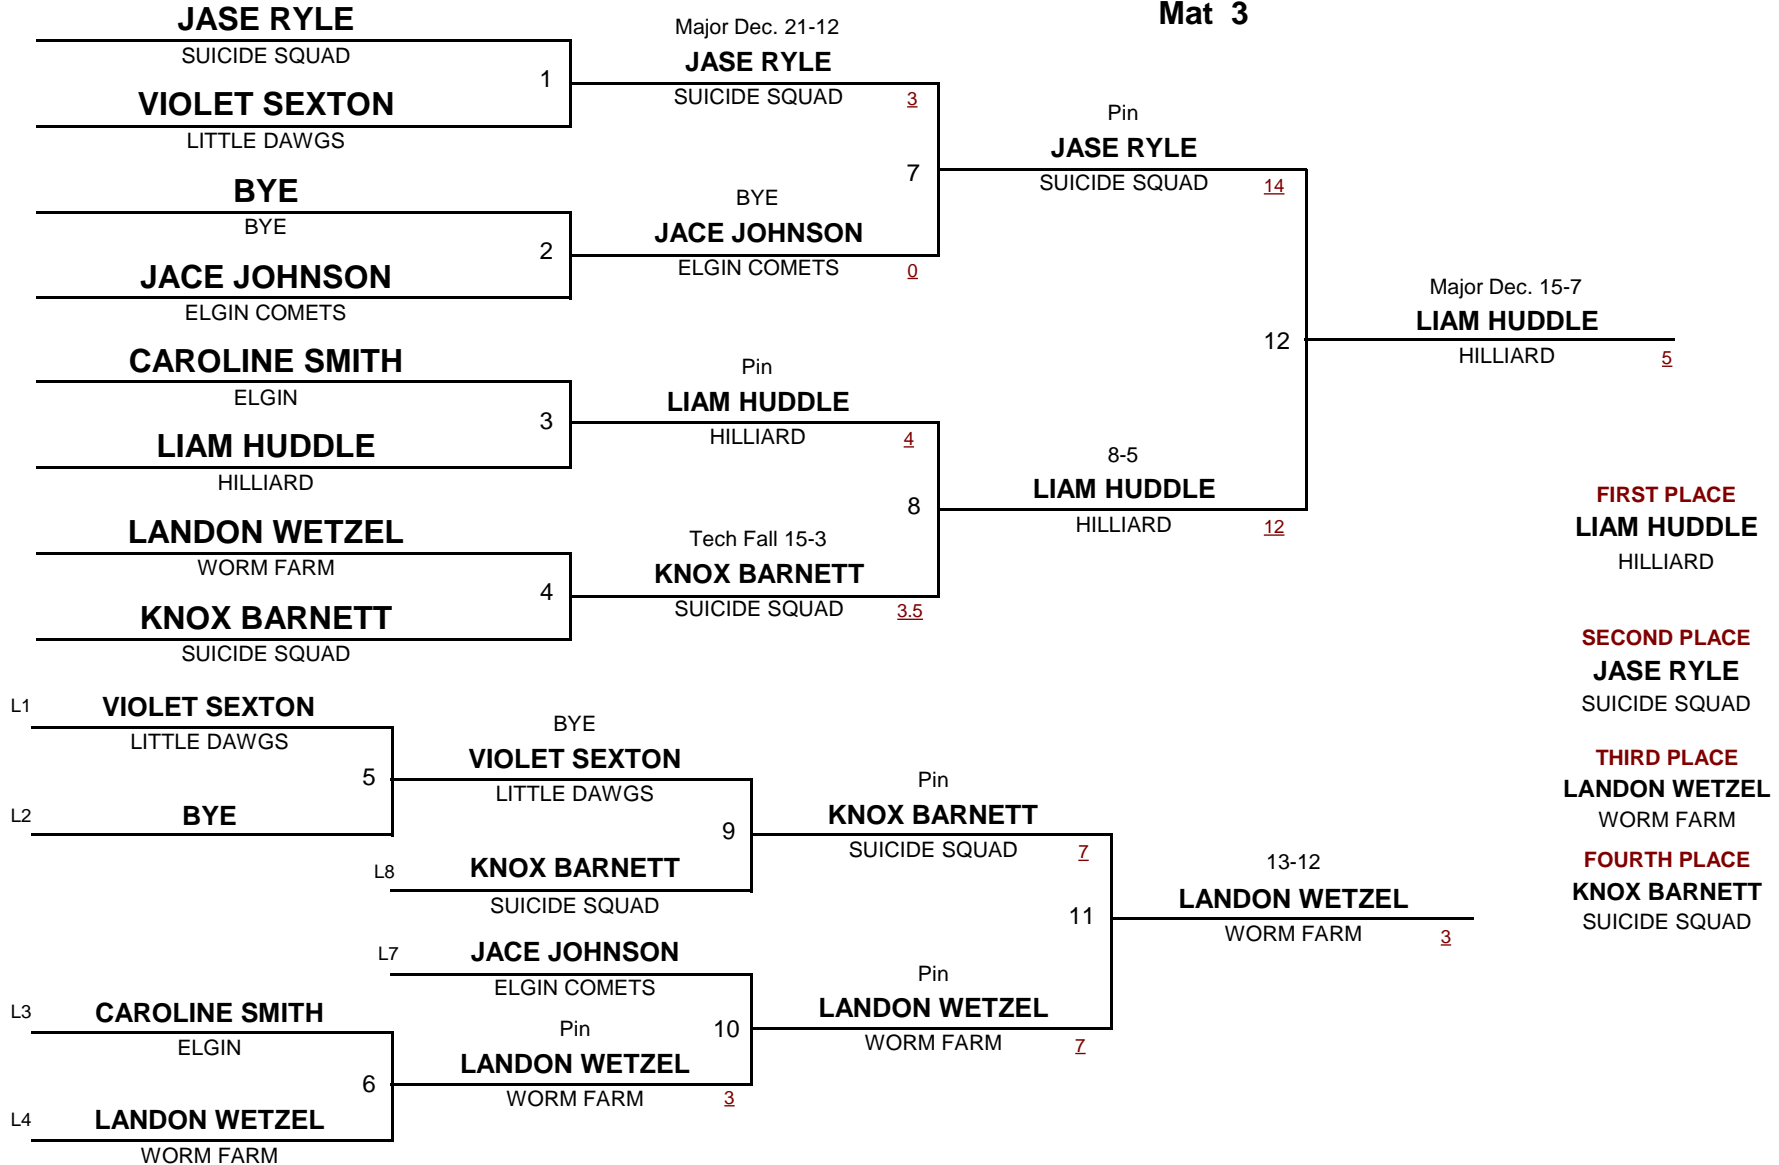 Mat 3
JASE RYLE
SUICIDE SQUAD
1
VIOLET SEXTON
LITTLE DAWGS
BYE
BYE
2
JACE JOHNSON
ELGIN COMETS
CAROLINE SMITH
ELGIN
3
LIAM HUDDLE
HILLIARD
LANDON WETZEL
WORM FARM
4
KNOX BARNETT
SUICIDE SQUAD
Major Dec. 21-12
JASE RYLE
SUICIDE SQUAD 3
7
BYE
JACE JOHNSON
ELGIN COMETS 0
Pin
LIAM HUDDLE
HILLIARD 4
8
Tech Fall 15-3
KNOX BARNETT
SUICIDE SQUAD 3.5
Pin
JASE RYLE
SUICIDE SQUAD 14
12
8-5
LIAM HUDDLE
HILLIARD 12
Major Dec. 15-7
LIAM HUDDLE
HILLIARD 5
FIRST PLACE
LIAM HUDDLE
HILLIARD
SECOND PLACE
JASE RYLE
SUICIDE SQUAD
THIRD PLACE
LANDON WETZEL
WORM FARM
FOURTH PLACE
KNOX BARNETT
SUICIDE SQUAD
L1 VIOLET SEXTON
LITTLE DAWGS
5
L2 BYE
BYE
VIOLET SEXTON
LITTLE DAWGS
9
L8 KNOX BARNETT
SUICIDE SQUAD
L7 JACE JOHNSON
ELGIN COMETS
10
L3 CAROLINE SMITH
ELGIN
6
L4 LANDON WETZEL
WORM FARM
Pin
LANDON WETZEL
WORM FARM 3
Pin
KNOX BARNETT
SUICIDE SQUAD 7
11
Pin
LANDON WETZEL
WORM FARM 7
13-12
LANDON WETZEL
WORM FARM 3